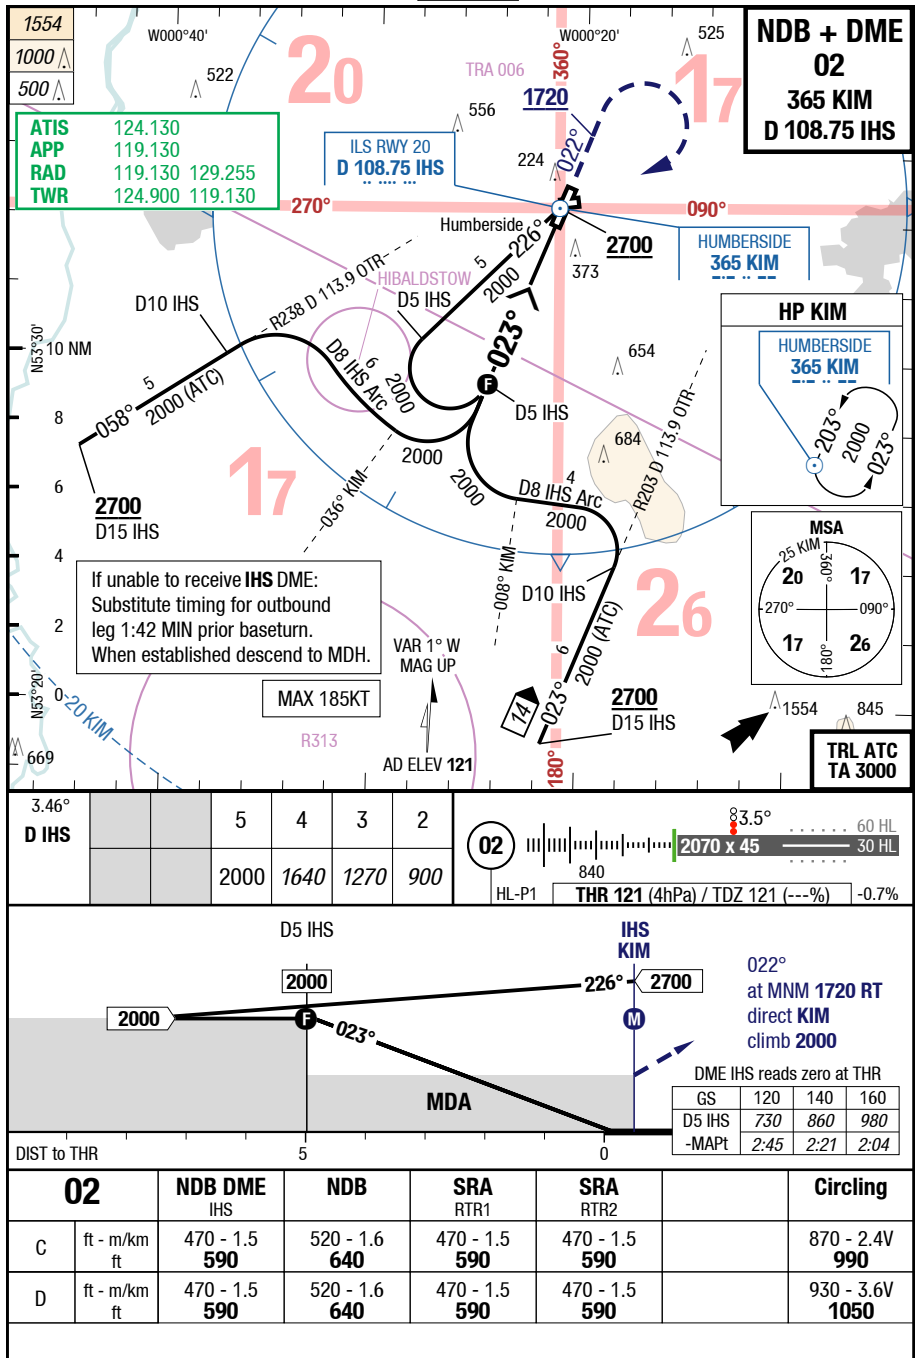 1554
1000
500
W000°40'
522
20
TRA 006
556
1720
360°
W000°20'
525
17
022°
224
NDB + DME
02
365 KIM
D 108.75 IHS
ATIS 124.130
APP 119.130
RAD 119.130 129.255
TWR 124.900 119.130
ILS RWY 20
D 108.75 IHS
270°
090°
Humberside
226°
2700
HUMBERSIDE
365 KIM
373
5
2000
R238 D 113.9 OTR
HIBALDSTOW
D10 IHS
D5 IHS
N53°30'
10 NM
8
6
4
2
0
N53°20'
023°
654
F
D5 IHS
HP KIM
HUMBERSIDE
365 KIM
203°
2000
023°
058°
5
2000 (ATC)
D8 IHS Arc
6
2000
2000
2000
684
R203 D 113.9 OTR
17
2700
D15 IHS
036° KIM
D8 IHS Arc
4
2000
008° KIM
D10 IHS
26
MSA
25 KIM
360°
20
17
270°
090°
17
26
180°
If unable to receive IHS DME:
Substitute timing for outbound
leg 1:42 MIN prior baseturn.
When established descend to MDH.
MAX 185KT
VAR 1° W
MAG UP
023°
6
2000 (ATC)
14
2700
D15 IHS
20 KIM
R313
669
AD ELEV 121
180°
1554
845
TRL ATC
TA 3000
3.46°
D IHS
5 4 3 2
2000 1640 1270 900
02
840
3.5°
2070 x 45
60 HL
30 HL
HL-P1
THR 121 (4hPa) / TDZ 121 (---%)
-0.7%
D5 IHS
IHS
KIM
2000
226°
2700
2000
F
023°
M
022°
at MNM 1720 RT
direct KIM
climb 2000
MDA
DME IHS reads zero at THR
GS 120 140 160
D5 IHS 730 860 980
-MAPt 2:45 2:21 2:04
DIST to THR
5
0
02 NDB DME NDB SRA SRA Circling
IHS RTR1 RTR2
C ft - m/km 470 - 1.5 520 - 1.6 470 - 1.5 470 - 1.5 870 - 2.4V
ft 590 640 590 590 990
D ft - m/km 470 - 1.5 520 - 1.6 470 - 1.5 470 - 1.5 930 - 3.6V
ft 590 640 590 590 1050